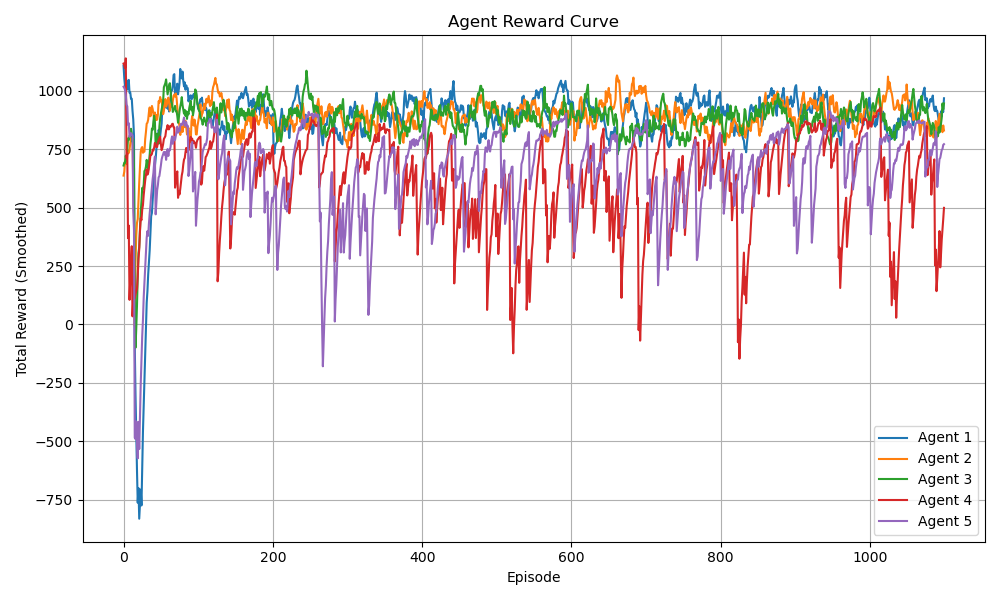 Agent Reward Curve
Total Reward (Smoothed)
1000
750
500
250
0
−250
−500
−750
0 200 400 600 800 1000
Episode
Agent 1
Agent 2
Agent 3
Agent 4
Agent 5